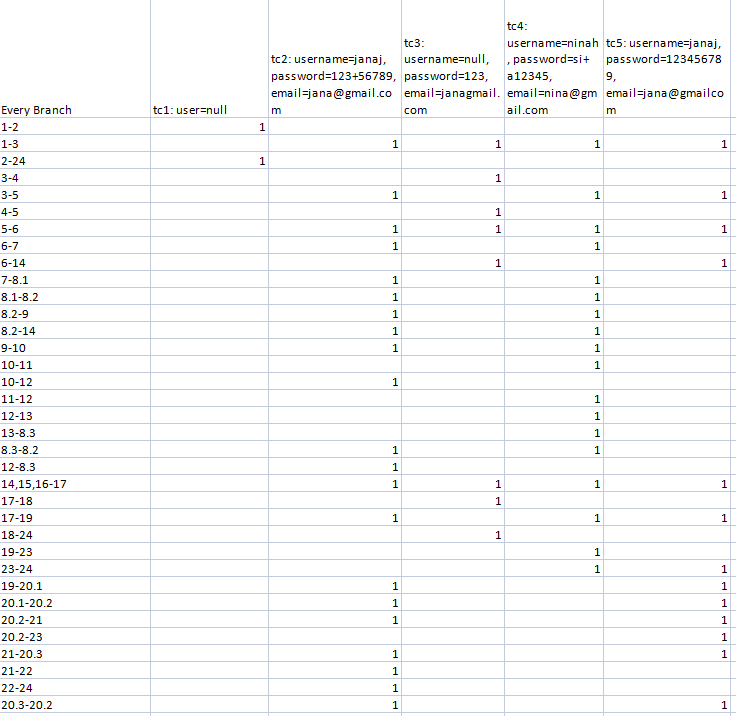 Every Branch	tc1: user=null	tc2: username=janaj, password=123+56789, email=jana@gmail.com	tc3: username=null, password=123, email=janagmail.com	tc4: username=ninah, password=si+a12345, email=nina@gmail.com	tc5: username=janaj, password=123456789, email=jana@gmailcom
1-2	1
1-3		1	1	1	1
2-24	1
3-4			1
3-5		1		1	1
4-5			1
5-6		1	1	1	1
6-7		1		1
6-14			1		1
7-8.1		1		1
8.1-8.2		1		1
8.2-9		1		1
8.2-14		1		1
9-10		1		1
10-11				1
10-12		1
11-12				1
12-13				1
13-8.3				1
8.3-8.2		1		1
12-8.3		1
14,15,16-17		1	1	1	1
17-18			1
17-19		1		1	1
18-24			1
19-23				1
23-24				1	1
19-20.1		1			1
20.1-20.2		1			1
20.2-21		1			1
20.2-23					1
21-20.3		1			1
21-22		1
22-24		1
20.3-20.2		1			1